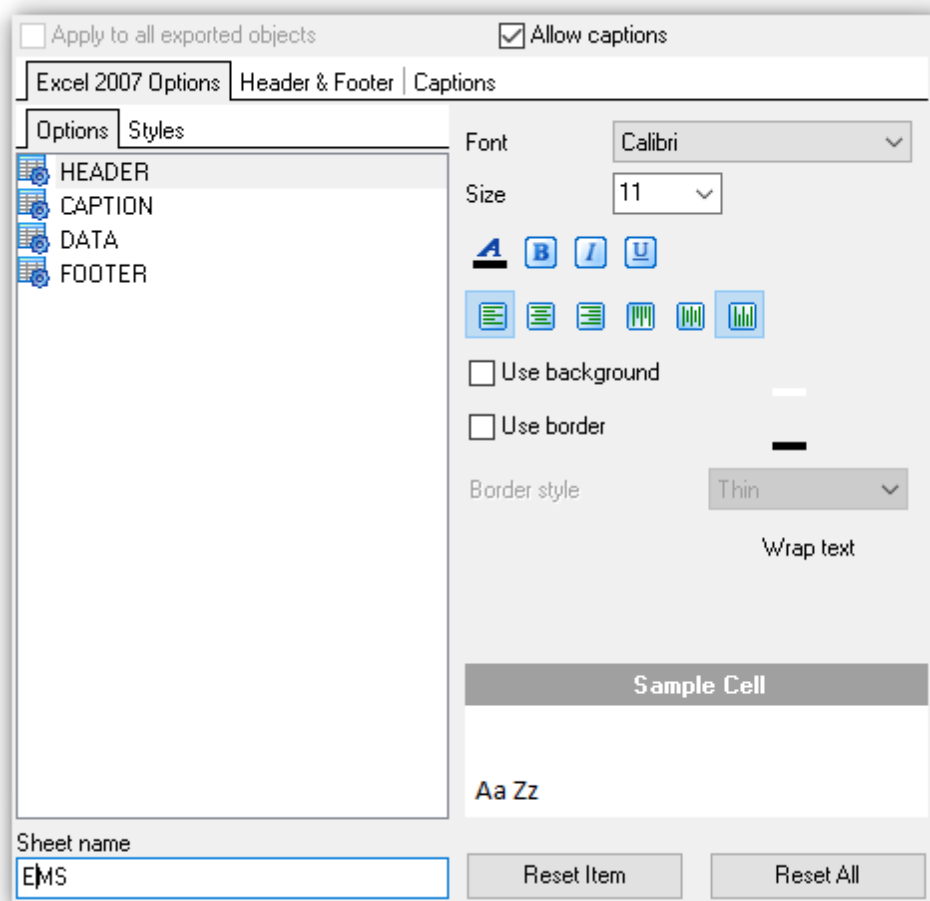 Apply to all exported objects
Allow captions
Excel 2007 Options
Header & Footer
Captions
Options
Styles
HEADER
CAPTION
DATA
FOOTER
Font
Calibri
Size
11
A
B
I
U
Use background
Use border
Border style
Thin
Wrap text
Sample Cell
Aa Zz
Sheet name
EMS
Reset Item
Reset All